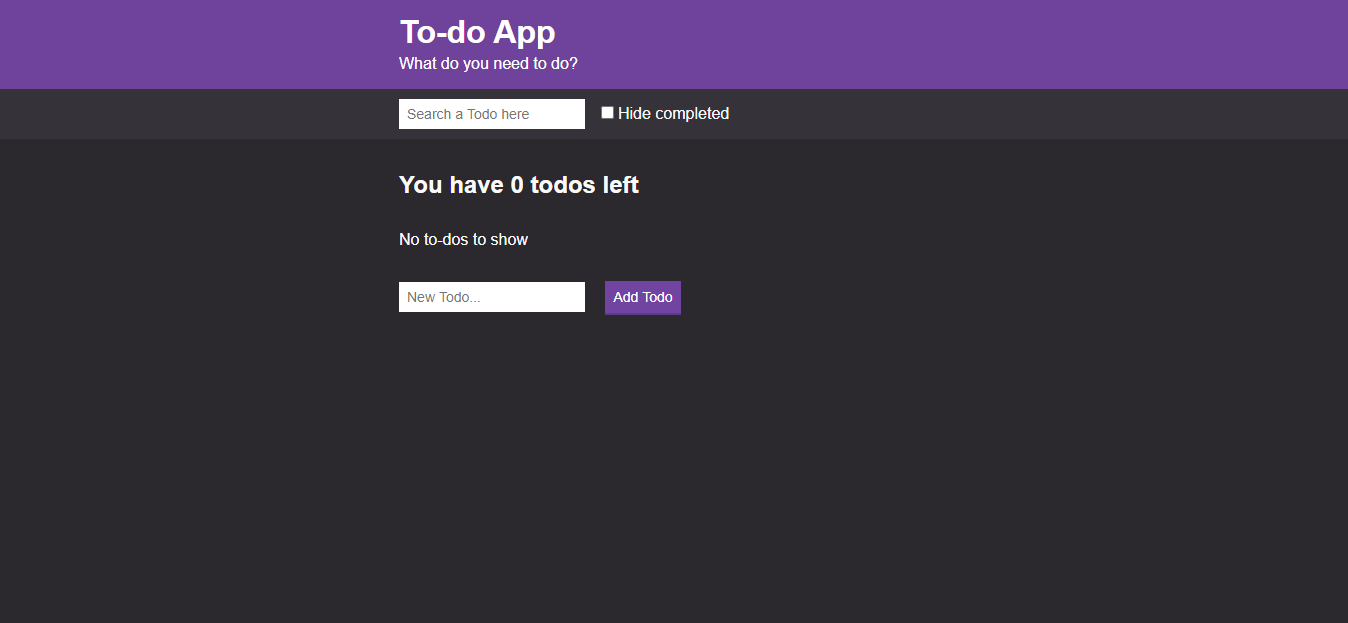 To-do App
What do you need to do?
Search a Todo here
Hide completed
You have 0 todos left
No to-dos to show
New Todo...
Add Todo